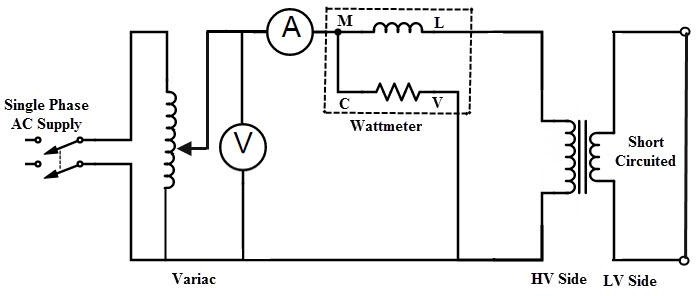 A
M
L
Single Phase
AC Supply
C
V
V
Wattmeter
Short
Circuited
Variac
HV Side
LV Side